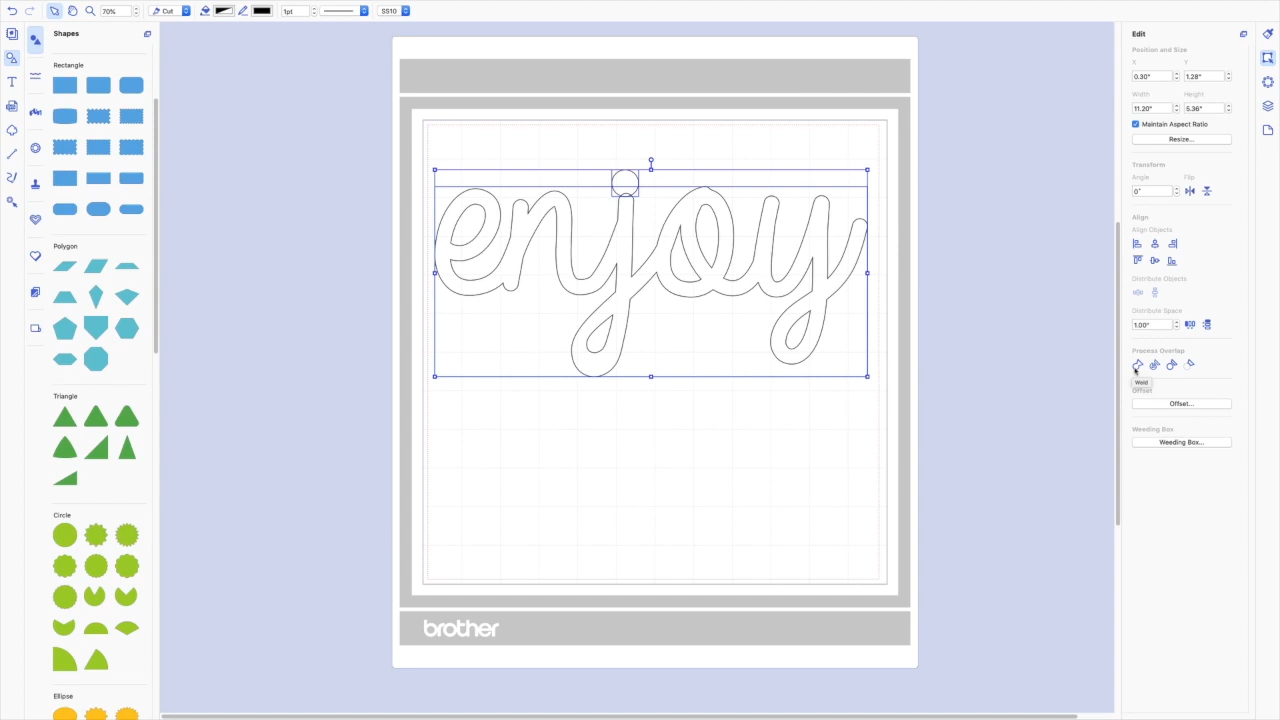 70%
Cut
1pt
SS10
Shapes
Rectangle
Polygon
Triangle
Circle
Ellipse
enjoy
brother
Edit
Position and Size
X Y
0.30" 1.28"
Width Height
11.20" 5.36"
Maintain Aspect Ratio
Resize...
Transform
Angle Flip
0°
Align
Align Objects
Distribute Objects
Distribute Space
1.00"
Process Overlap
Weld
Offset
Offset...
Weeding Box
Weeding Box...